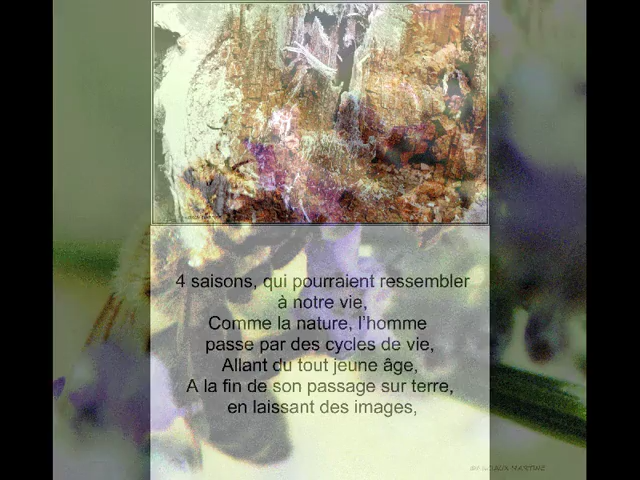 4 saisons, qui pourraient ressembler
à notre vie,
Comme la nature, l'homme
passe par des cycles de vie,
Allant du tout jeune âge,
A la fin de son passage sur terre,
en laissant des images,
MARTINE